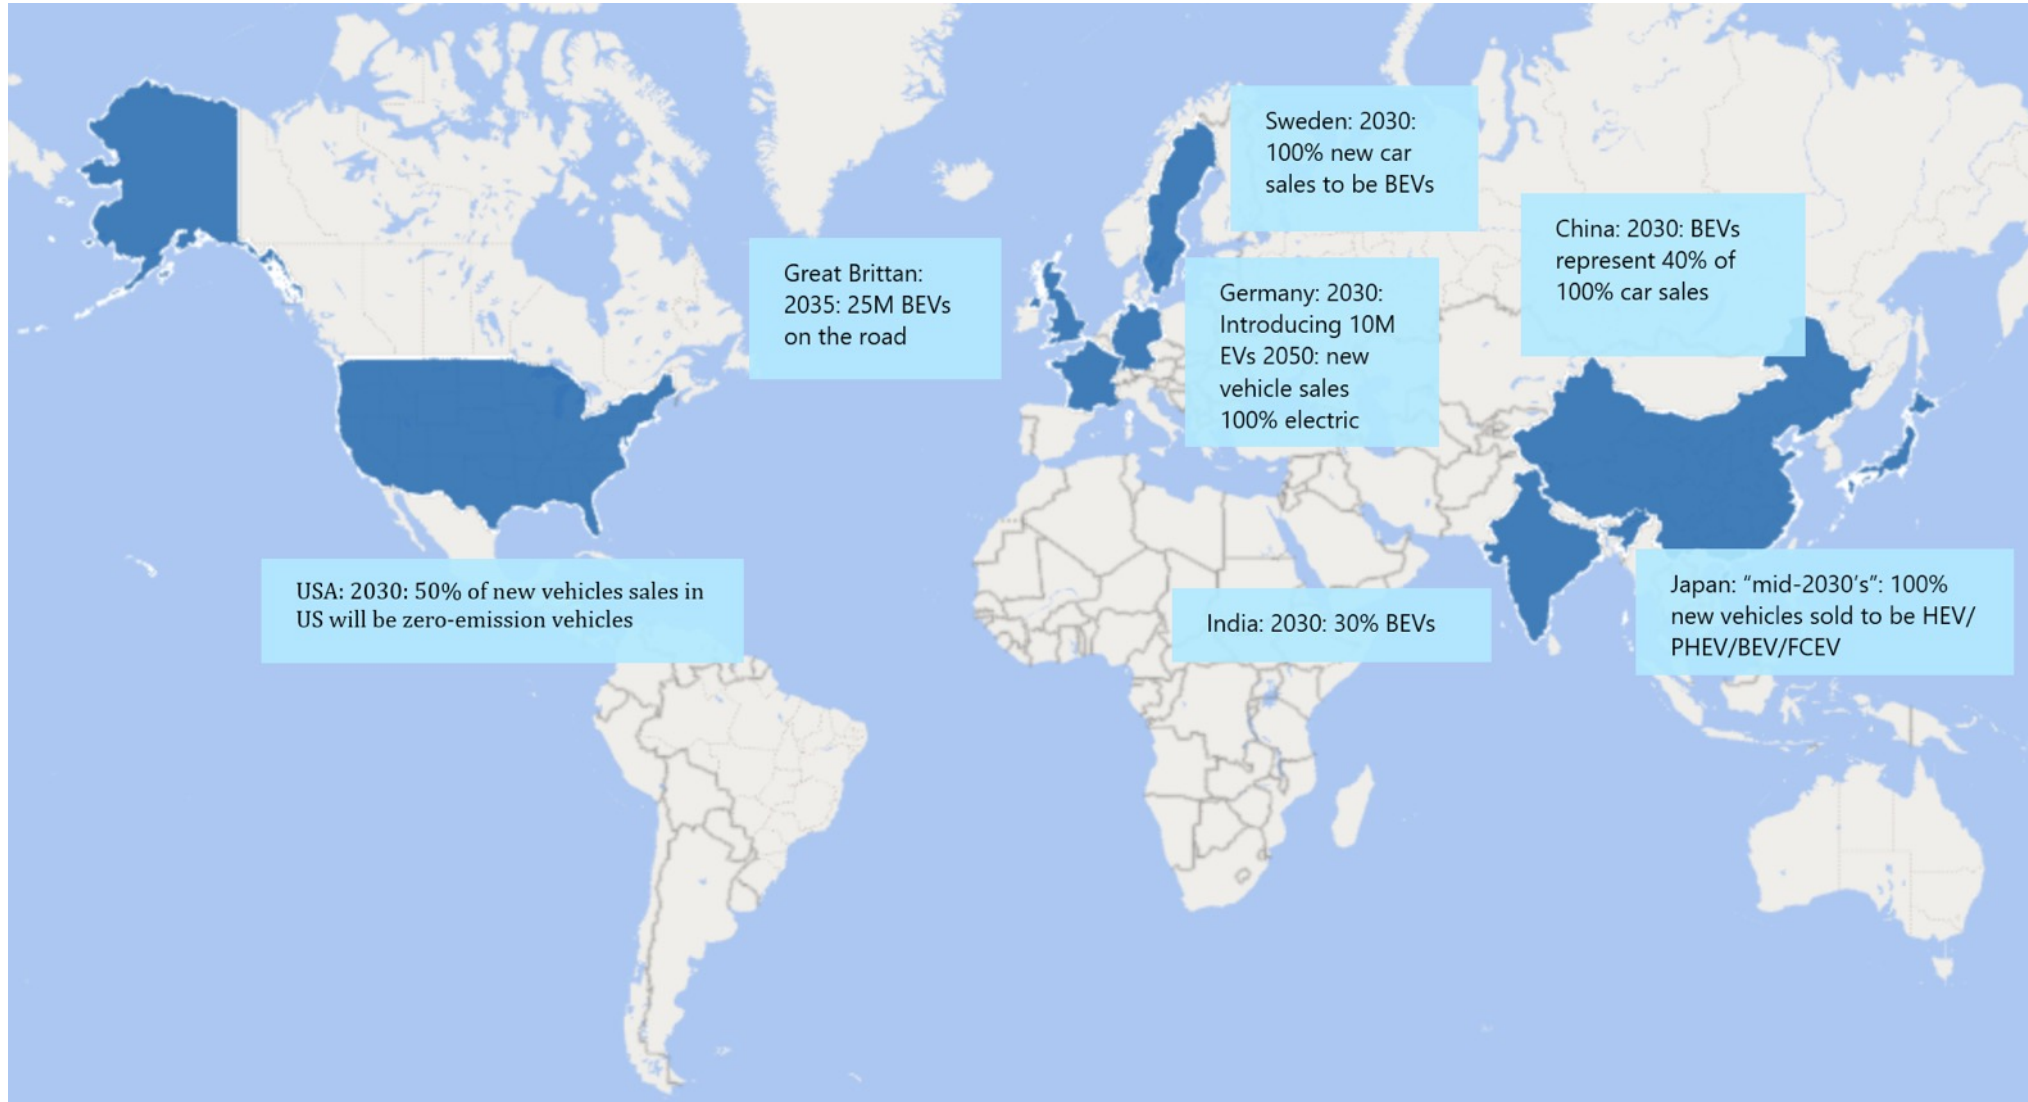 Sweden: 2030:
100% new car
sales to be BEVs
China: 2030: BEVs
represent 40% of
100% car sales
Great Brittan:
2035: 25M BEVs
on the road
Germany: 2030:
Introducing 10M
EVs 2050: new
vehicle sales
100% electric
USA: 2030: 50% of new vehicles sales in
US will be zero-emission vehicles
India: 2030: 30% BEVs
Japan: “mid-2030’s”: 100%
new vehicles sold to be HEV/
PHEV/BEV/FCEV